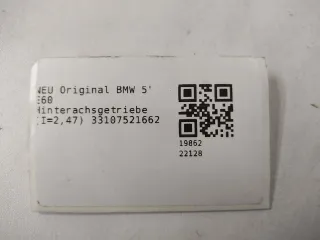 NEU Original BMW 5'
E60
Hinterachsgetriebe
(I=2,47) 33107521662
19862
22128